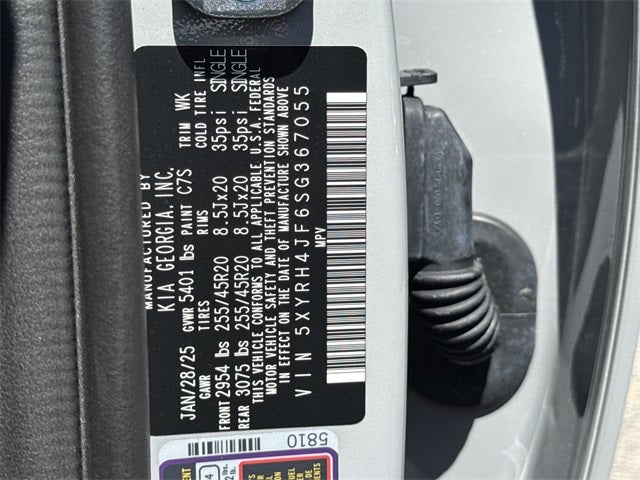 MANUFACTURED BY
KIA GEORGIA, INC.
JAN/28/25 GVWR 5401 lbs PAINT C7S TRIM WK
GAWR TIRES RIMS COLD TIRE INFL
FRONT 2954 lbs 255/45R20 8.5Jx20 35psi SINGLE
REAR 3075 lbs 255/45R20 8.5Jx20 35psi SINGLE
THIS VEHICLE CONFORMS TO ALL APPLICABLE U.S.A. FEDERAL
MOTOR VEHICLE SAFETY AND THEFT PREVENTION STANDARDS
IN EFFECT ON THE DATE OF MANUFACTURE SHOWN ABOVE
VIN 5XYRH4JF6SG367055
MPV
5810